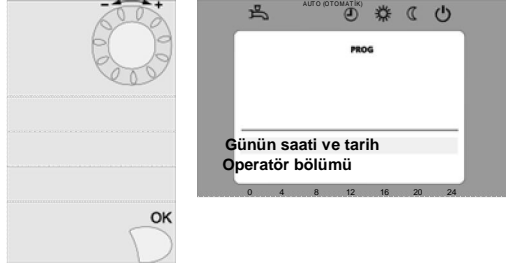 - +
OK
AUTO (OTOMATİK)
PROG
Günün saati ve tarih
Operatör bölümü
0 4 8 12 16 20 24